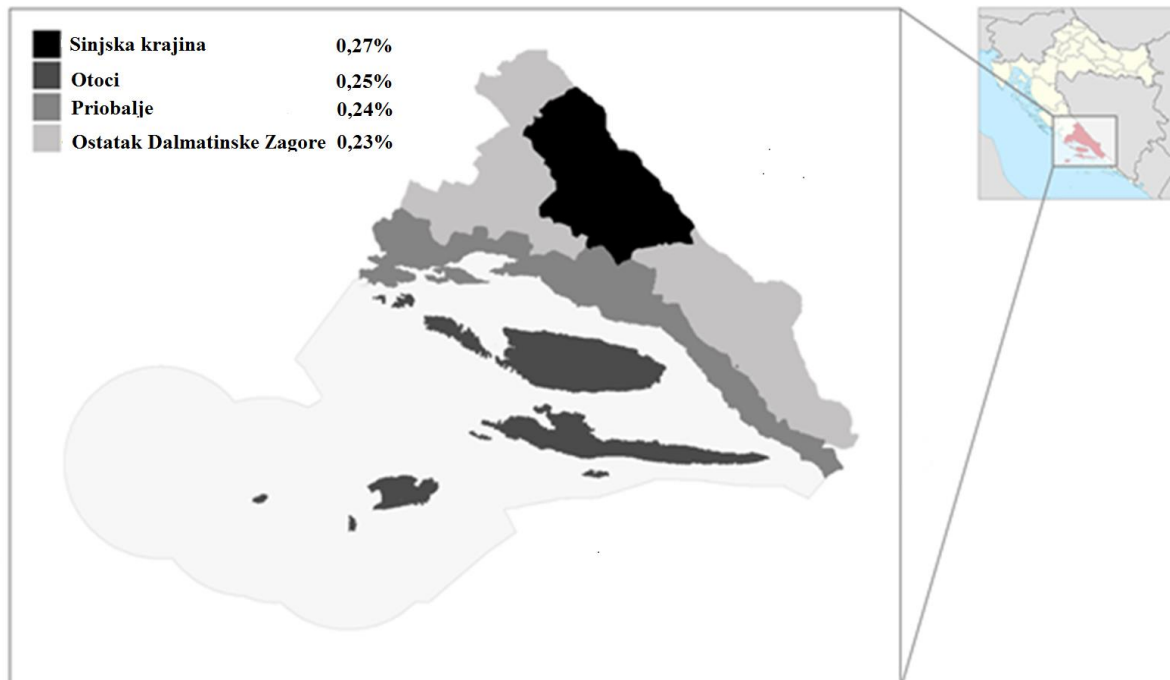 Sinjska krajina 0,27%
Otoci 0,25%
Priobalje 0,24%
Ostatak Dalmatinske Zagore 0,23%